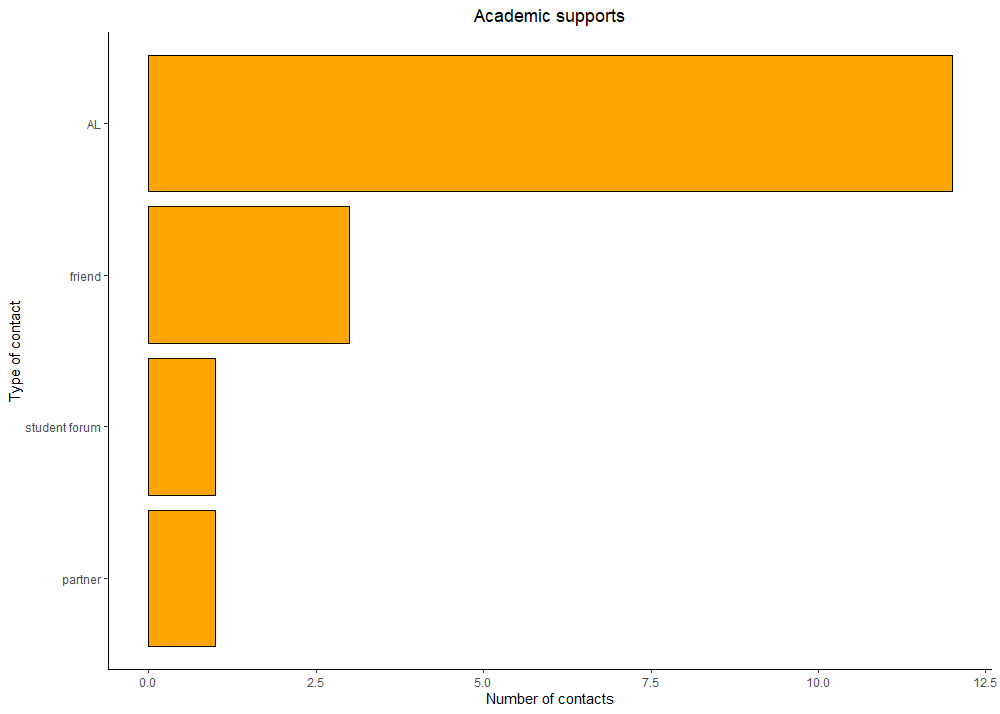 Academic supports
AL
friend
student forum
partner
Type of contact
0.0 2.5 5.0 7.5 10.0 12.5
Number of contacts